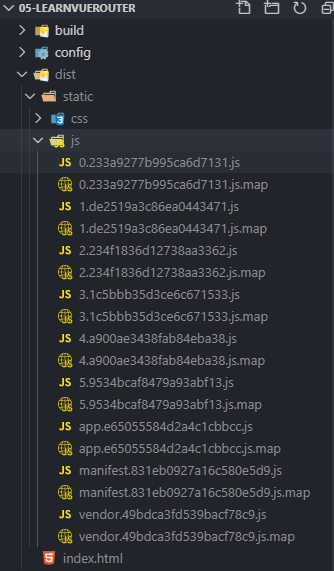 05-LEARNVUEROUTER
build
config
dist
static
css
js
0.233a9277b995ca6d7131.js
0.233a9277b995ca6d7131.js.map
1.de2519a3c86ea0443471.js
1.de2519a3c86ea0443471.js.map
2.234f1836d12738aa3362.js
2.234f1836d12738aa3362.js.map
3.1c5bbb35d3ce6c671533.js
3.1c5bbb35d3ce6c671533.js.map
4.a900ae3438fab84eba38.js
4.a900ae3438fab84eba38.js.map
5.9534bcaf8479a93abf13.js
5.9534bcaf8479a93abf13.js.map
app.e65055584d2a4c1cbbcc.js
app.e65055584d2a4c1cbbcc.js.map
manifest.831eb0927a16c580e5d9.js
manifest.831eb0927a16c580e5d9.js.map
vendor.49bdca3fd539bacf78c9.js
vendor.49bdca3fd539bacf78c9.js.map
index.html